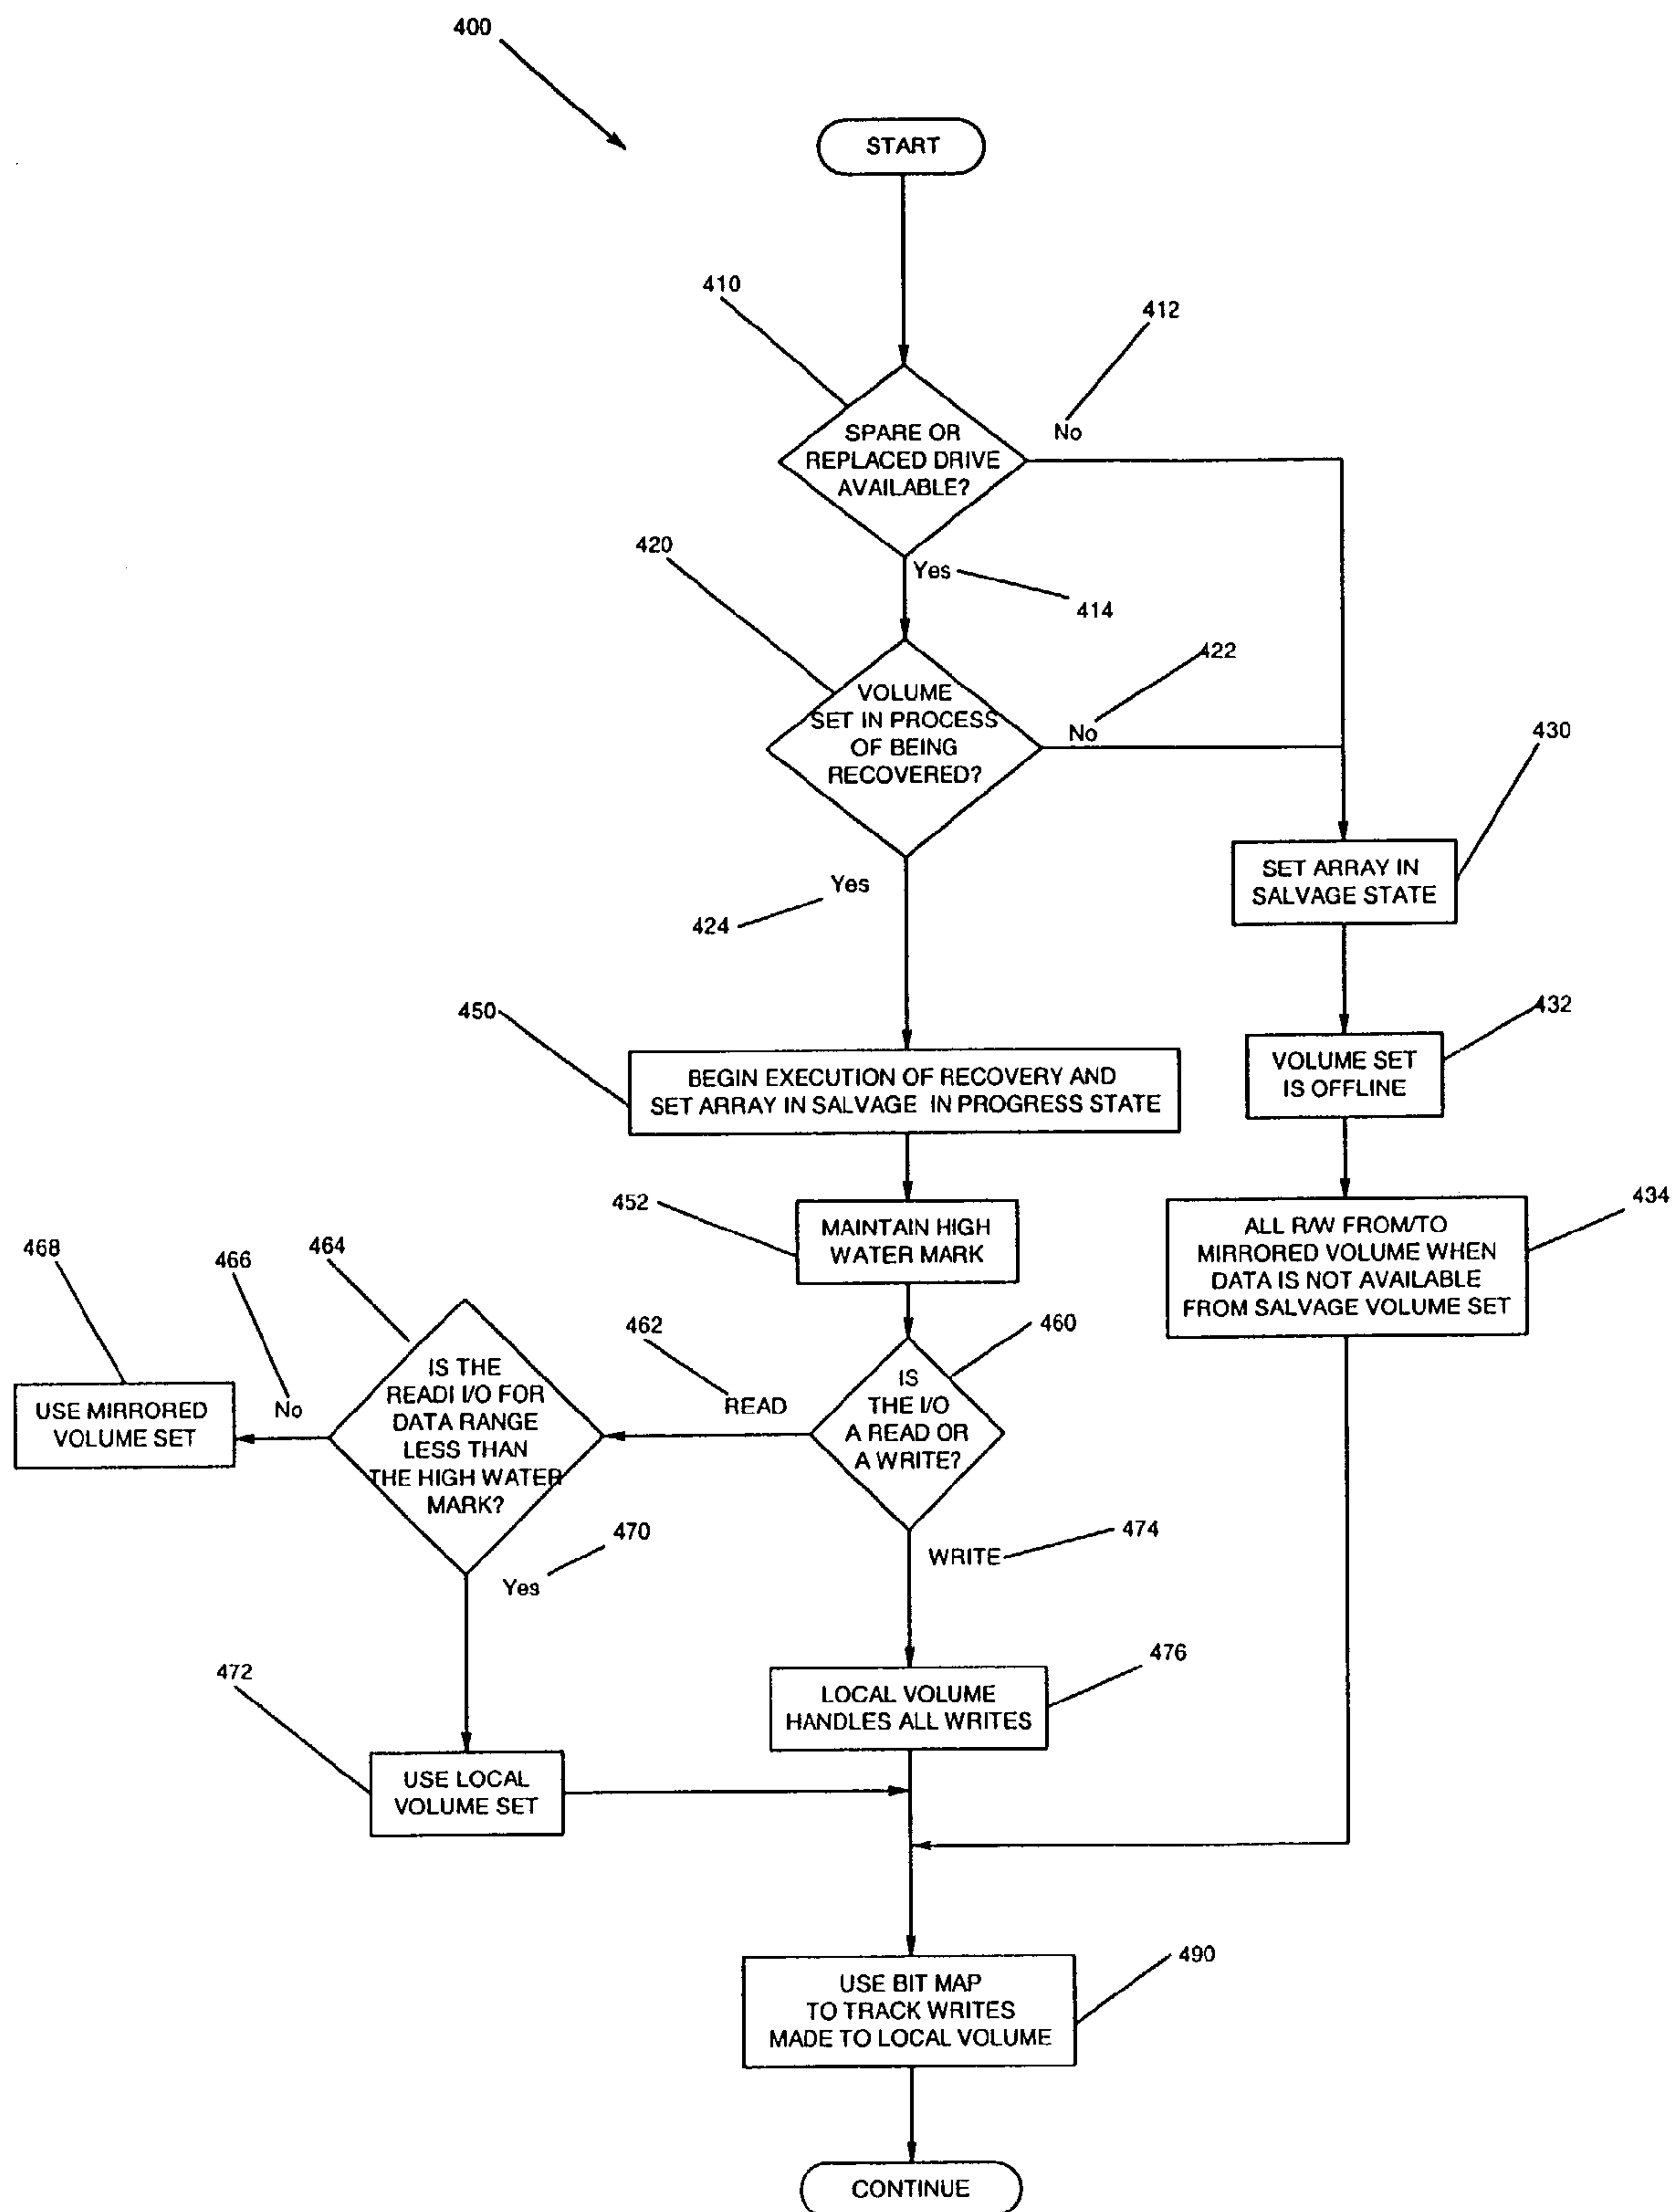 400
START
410
412
SPARE OR
REPLACED DRIVE
AVAILABLE?
No
Yes
414
420
422
VOLUME
SET IN PROCESS
OF BEING
RECOVERED?
No
430
SET ARRAY IN
SALVAGE STATE
Yes
424
450
432
VOLUME SET
IS OFFLINE
BEGIN EXECUTION OF RECOVERY AND
SET ARRAY IN SALVAGE IN PROGRESS STATE
452
MAINTAIN HIGH
WATER MARK
434
ALL R/W FROM/TO
MIRRORED VOLUME WHEN
DATA IS NOT AVAILABLE
FROM SALVAGE VOLUME SET
468
466
464
462
460
USE MIRRORED
VOLUME SET
No
IS THE
READI I/O FOR
DATA RANGE
LESS THAN
THE HIGH WATER
MARK?
READ
IS
THE I/O
A READ OR
A WRITE?
470
Yes
WRITE
474
472
476
LOCAL VOLUME
HANDLES ALL WRITES
USE LOCAL
VOLUME SET
490
USE BIT MAP
TO TRACK WRITES
MADE TO LOCAL VOLUME
CONTINUE